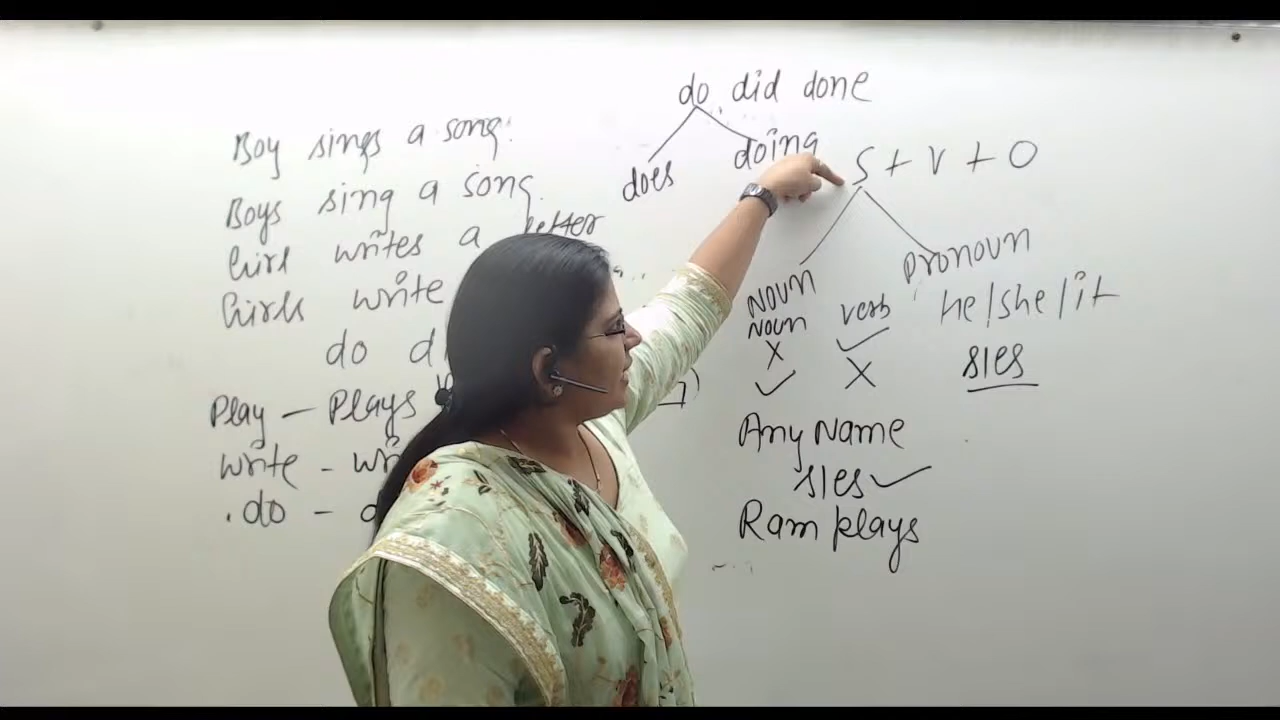 Boy sings a song.
Boys sing a song.
Girl writes a letter
Girls write
do
Play - Plays
write -
.do -
do did done
does doing
S + V + O
Noun Pronoun
Noun verb he/she/it
X ✓ s/es
✓ X
Any Name
s/es ✓
Ram plays